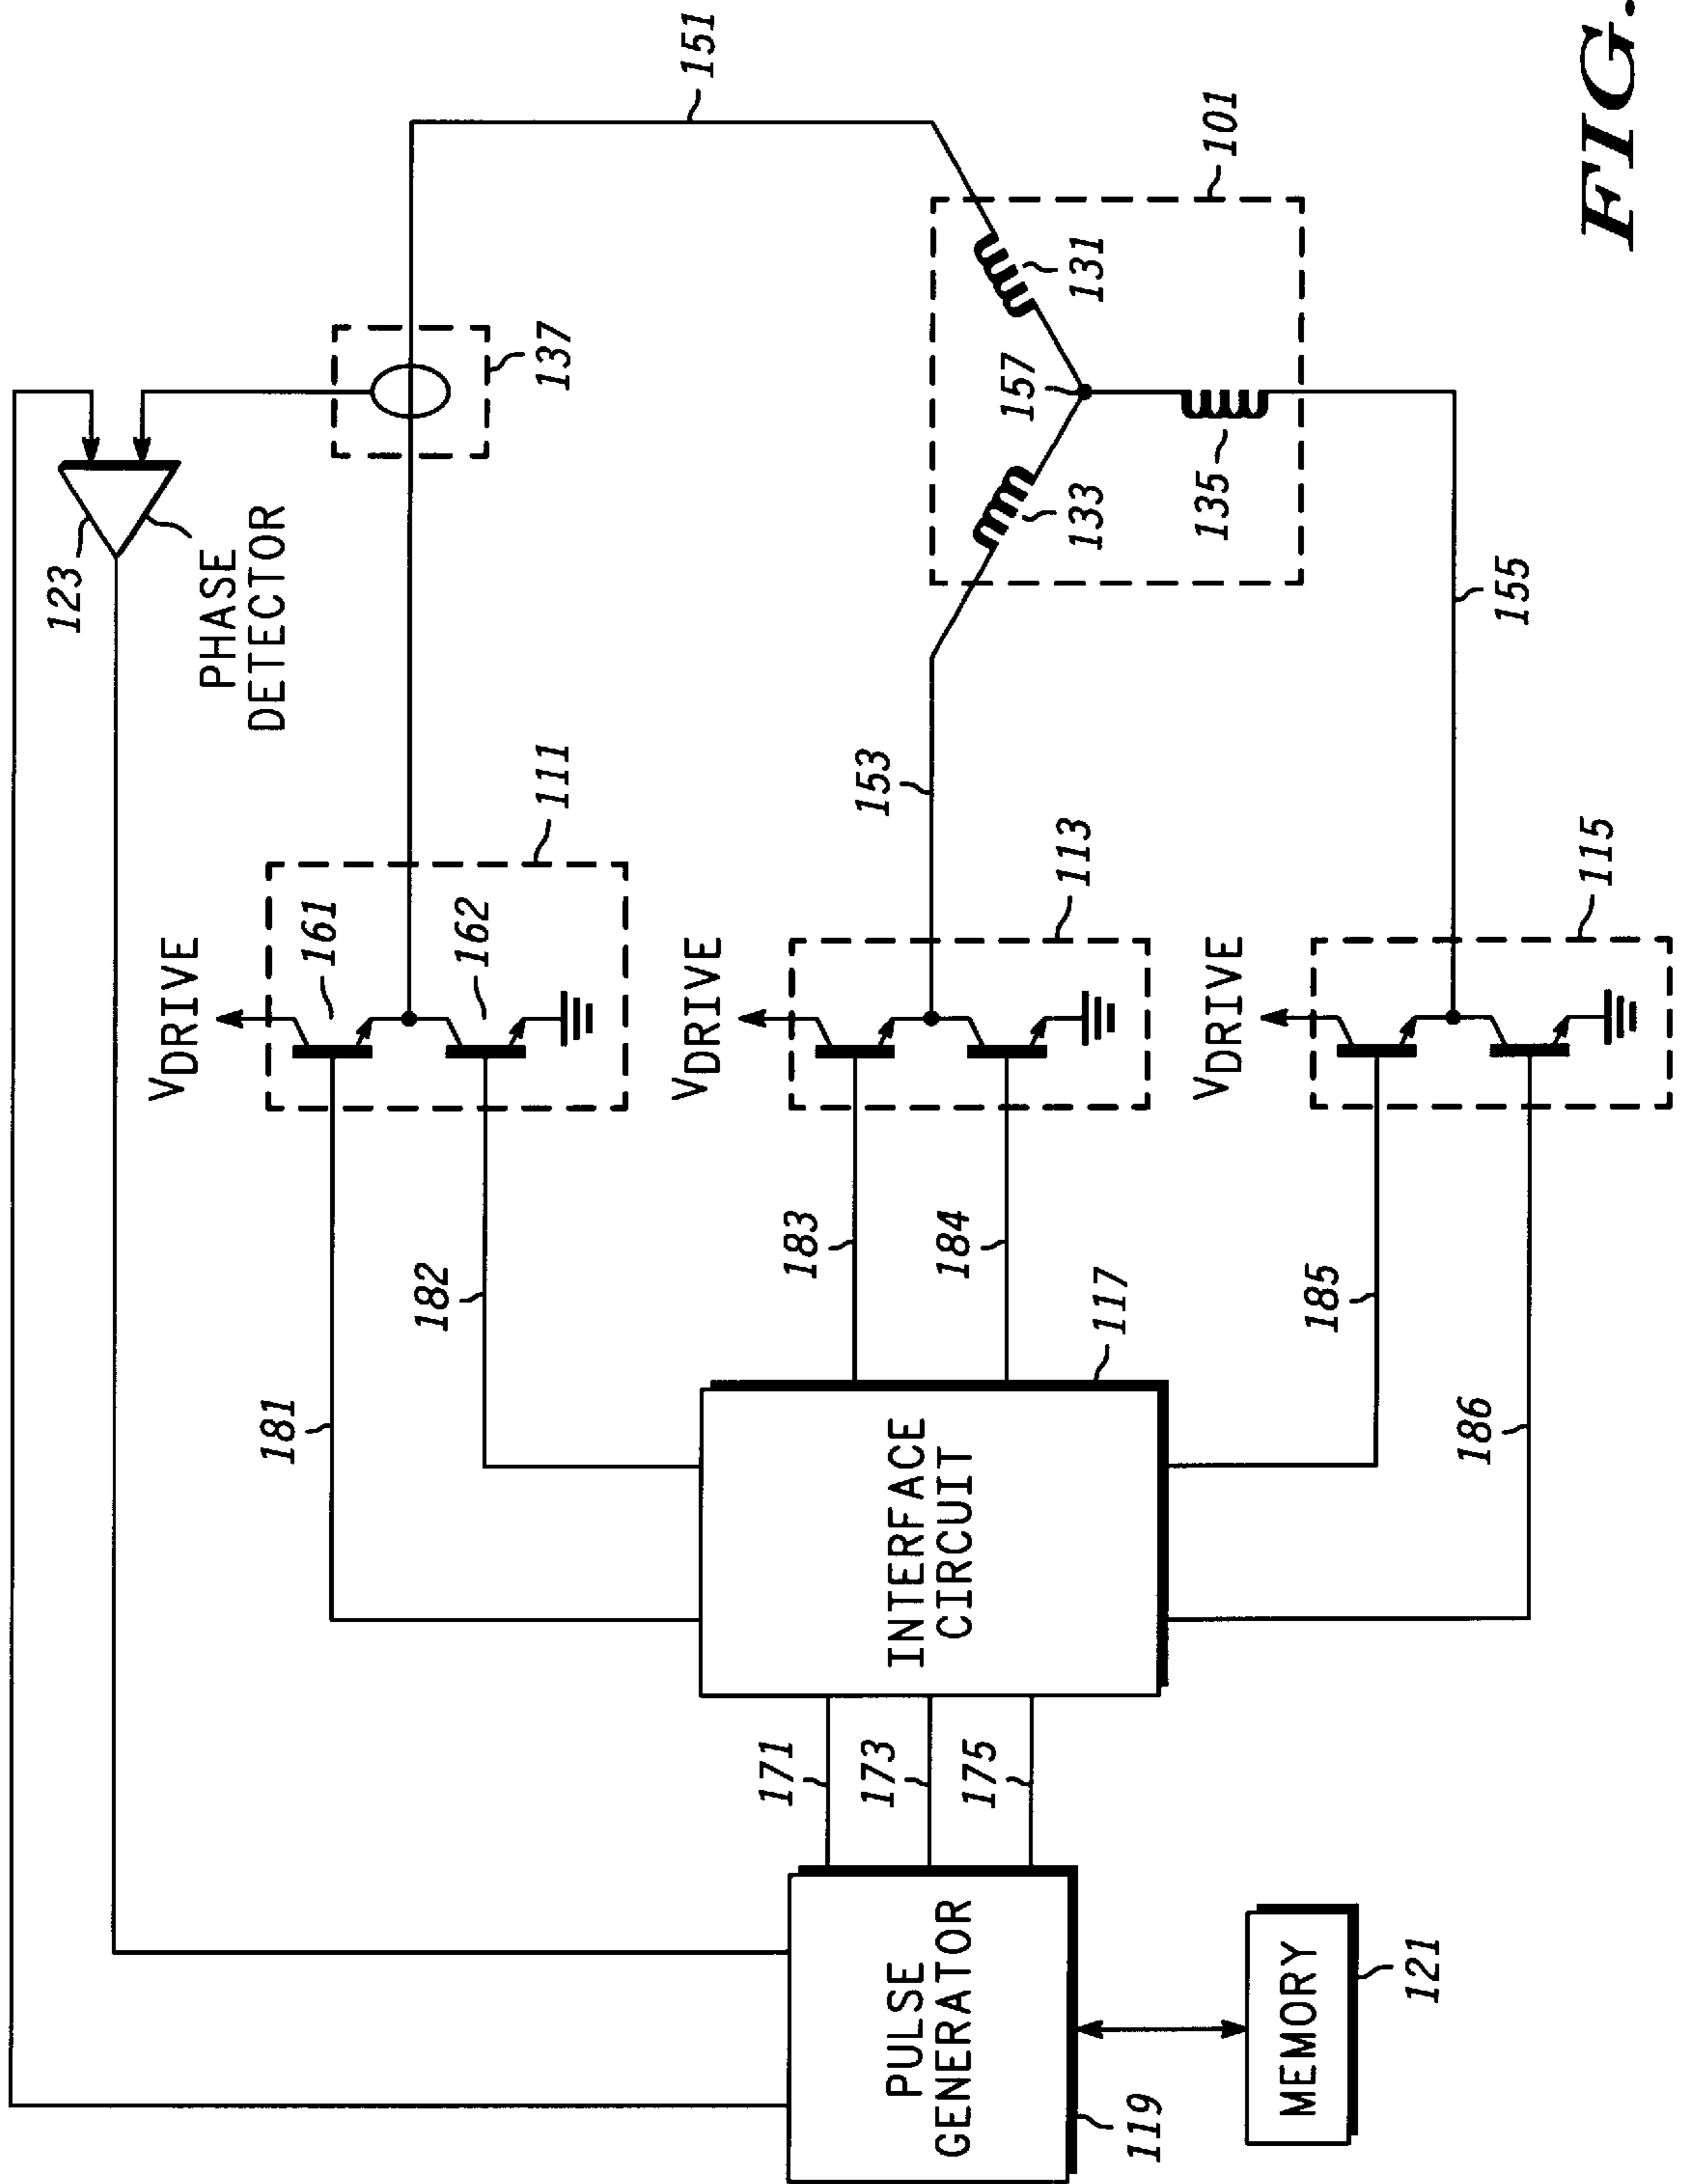 151
101
131
137
157
123
PHASE
DETECTOR
133
135
155
111
153
161
162
VDRIVE
113
VDRIVE
115
VDRIVE
183
184
182
181
117
185
186
INTERFACE
CIRCUIT
171
173
175
PULSE
GENERATOR
119
MEMORY
121
FIG.